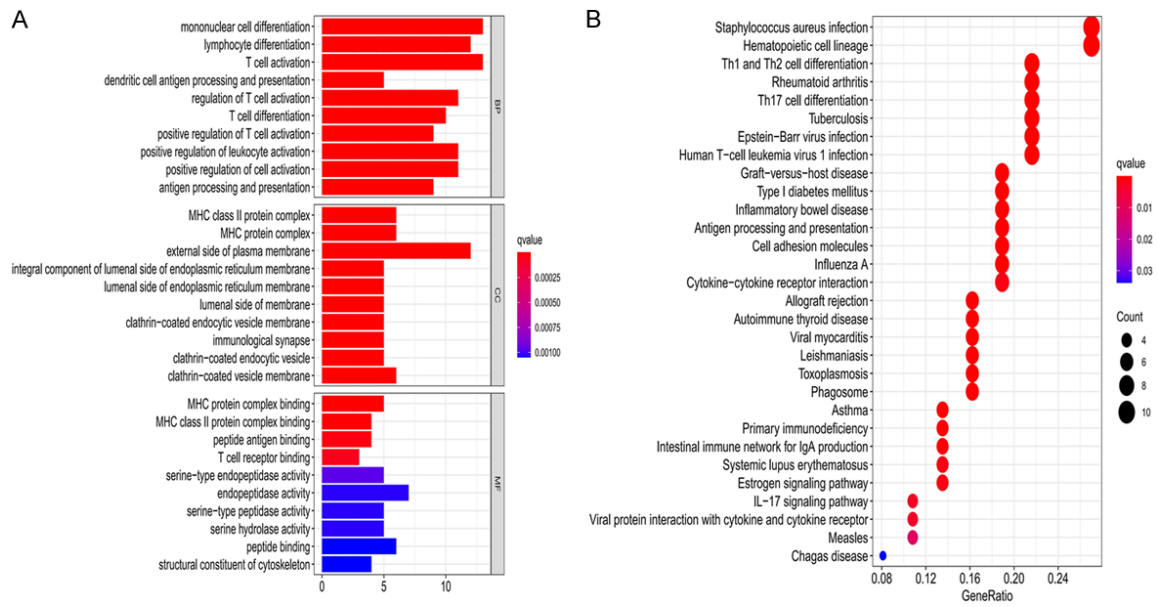 A
mononuclear cell differentiation
lymphocyte differentiation
T cell activation
dendritic cell antigen processing and presentation
regulation of T cell activation
T cell differentiation
positive regulation of T cell activation
positive regulation of leukocyte activation
positive regulation of cell activation
antigen processing and presentation
BP
MHC class II protein complex
MHC protein complex
external side of plasma membrane
integral component of lumenal side of endoplasmic reticulum membrane
lumenal side of endoplasmic reticulum membrane
lumenal side of membrane
clathrin-coated endocytic vesicle membrane
immunological synapse
clathrin-coated endocytic vesicle
clathrin-coated vesicle membrane
CC
MHC protein complex binding
MHC class II protein complex binding
peptide antigen binding
T cell receptor binding
serine-type endopeptidase activity
endopeptidase activity
serine-type peptidase activity
serine hydrolase activity
peptide binding
structural constituent of cytoskeleton
MF
0 5 10
qvalue
0.00025
0.00050
0.00075
0.00100
B
Staphylococcus aureus infection
Hematopoietic cell lineage
Th1 and Th2 cell differentiation
Rheumatoid arthritis
Th17 cell differentiation
Tuberculosis
Epstein-Barr virus infection
Human T-cell leukemia virus 1 infection
Graft-versus-host disease
Type I diabetes mellitus
Inflammatory bowel disease
Antigen processing and presentation
Cell adhesion molecules
Influenza A
Cytokine-cytokine receptor interaction
Allograft rejection
Autoimmune thyroid disease
Viral myocarditis
Leishmaniasis
Toxoplasmosis
Phagosome
Asthma
Primary immunodeficiency
Intestinal immune network for IgA production
Systemic lupus erythematosus
Estrogen signaling pathway
IL-17 signaling pathway
Viral protein interaction with cytokine and cytokine receptor
Measles
Chagas disease
0.08 0.12 0.16 0.20 0.24
GeneRatio
qvalue
0.01
0.02
0.03
Count
4
6
8
10